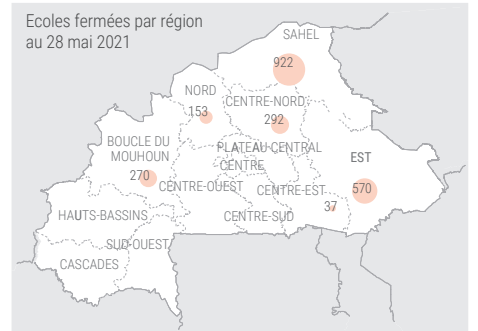 Ecoles fermées par région
au 28 mai 2021
SAHEL
922
NORD
153
CENTRE-NORD
292
BOUCLE DU
MOUHOUN
270
PLATEAU-CENTRAL
CENTRE
EST
570
CENTRE-OUEST
CENTRE-EST
37
HAUTS-BASSINS
CENTRE-SUD
SUD-OUEST
CASCADES